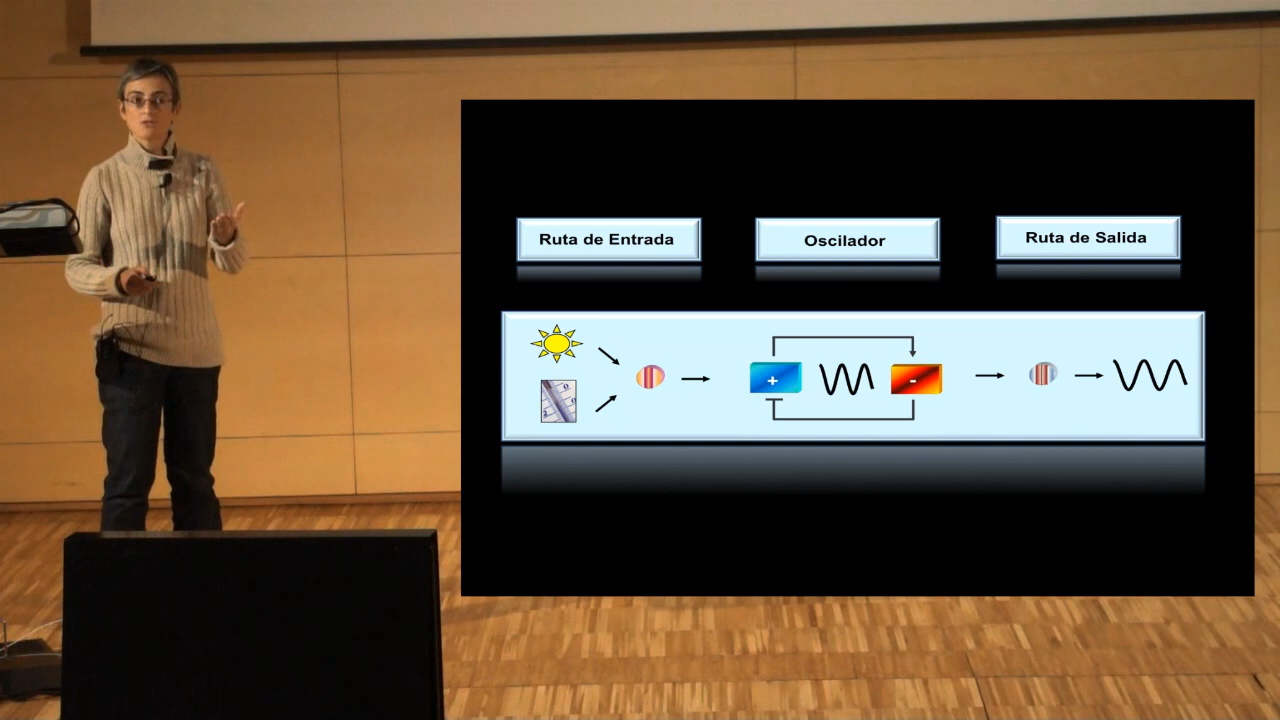 Ruta de Entrada
Oscilador
Ruta de Salida
+
-